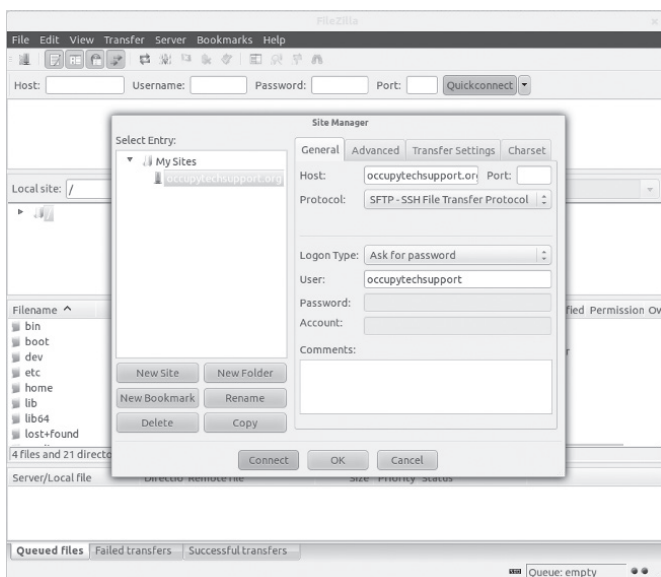 FileZilla
File Edit View Transfer Server Bookmarks Help
Host: Username: Password: Port: Quickconnect
Site Manager
Select Entry:
My Sites
occupytechsupport.org
New Site New Folder
New Bookmark Rename
Delete Copy
General Advanced Transfer Settings Charset
Host: occupytechsupport.org Port:
Protocol: SFTP - SSH File Transfer Protocol
Logon Type: Ask for password
User: occupytechsupport
Password:
Account:
Comments:
Connect OK Cancel
Local site: /
Filename
bin
boot
dev
etc
home
lib
lib64
lost+found
fied Permission Ow
4 files and 21 directo
Server/Local file Directio Remote file Size Priority Status
Queued files Failed transfers Successful transfers
Queue: empty